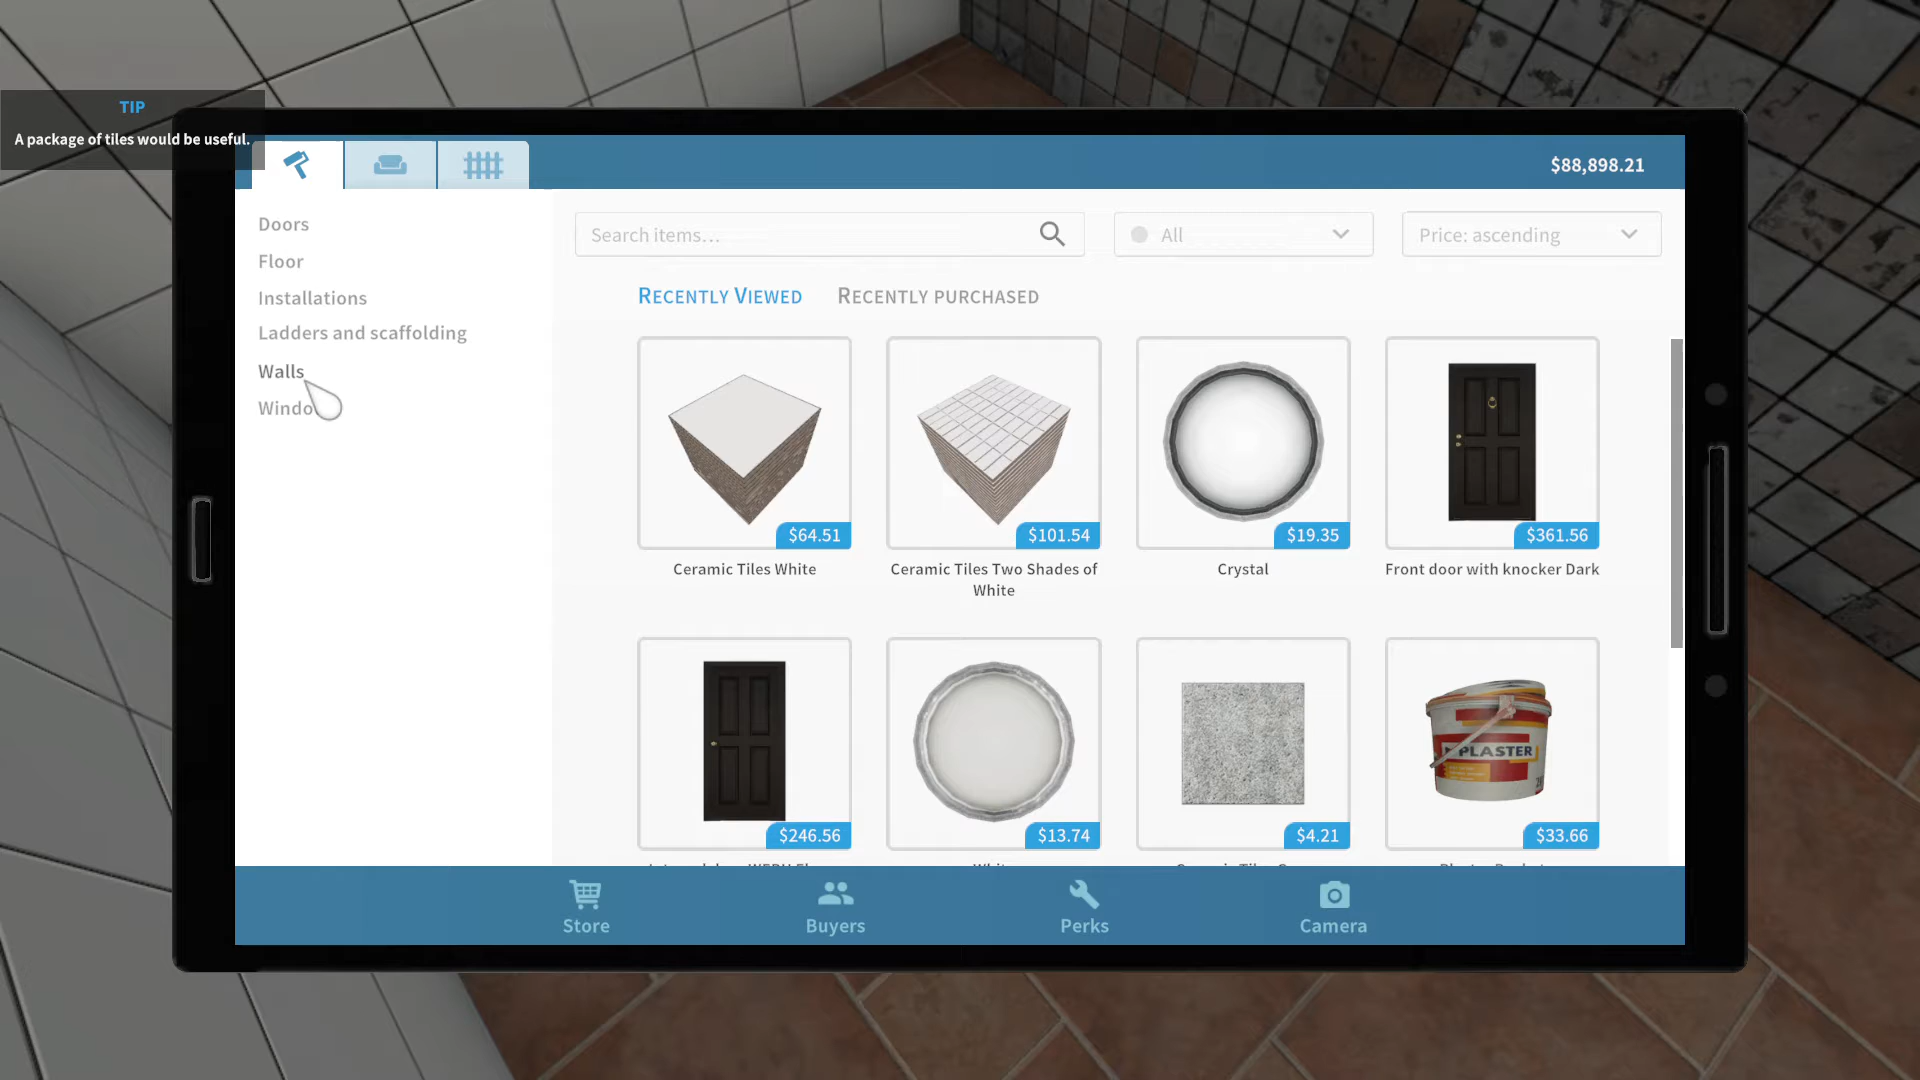 TIP
A package of tiles would be useful.
$88,898.21
Doors
Floor
Installations
Ladders and scaffolding
Walls
Windo
Search items...
All
Price: ascending
RECENTLY VIEWED
RECENTLY PURCHASED
$64.51
$101.54
$19.35
$361.56
Ceramic Tiles White
Ceramic Tiles Two Shades of
White
Crystal
Front door with knocker Dark
PLASTER
$246.56
$13.74
$4.21
$33.66
Store
Buyers
Perks
Camera